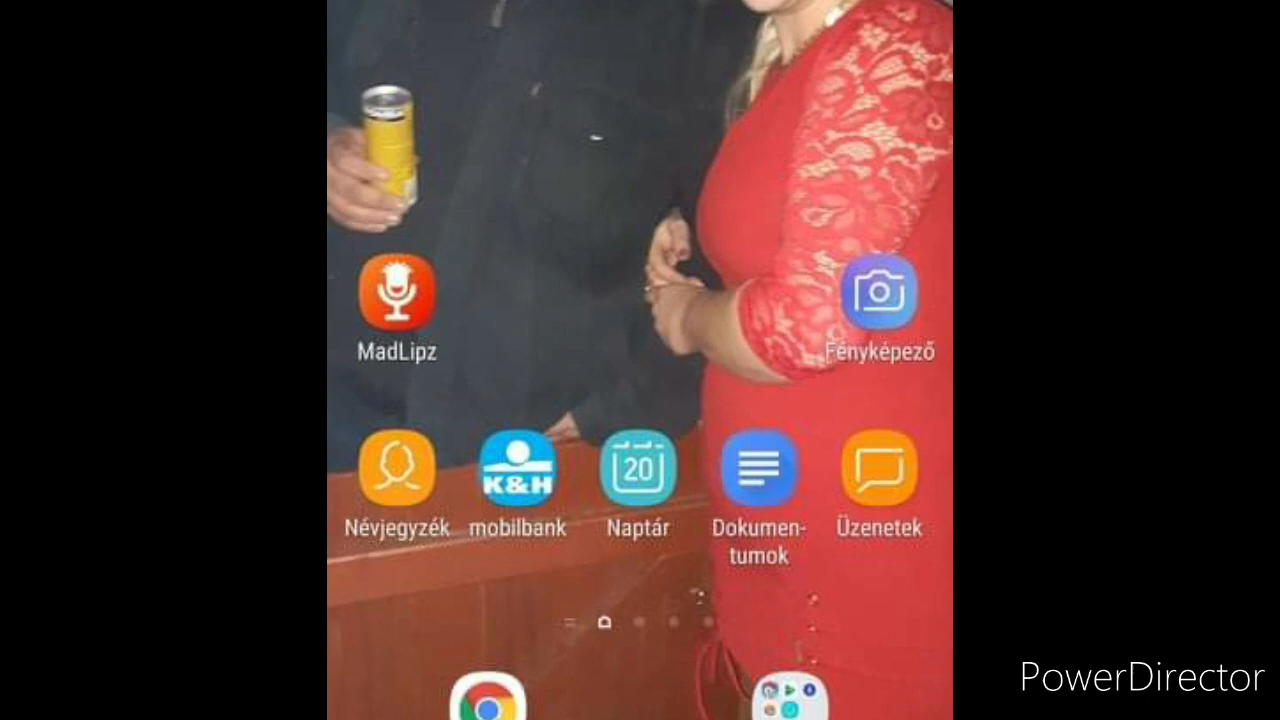 MadLipz
Fényképező
K&H
20
Névjegyzék
mobilbank
Naptár
Dokumen-
tumok
Üzenetek
PowerDirector